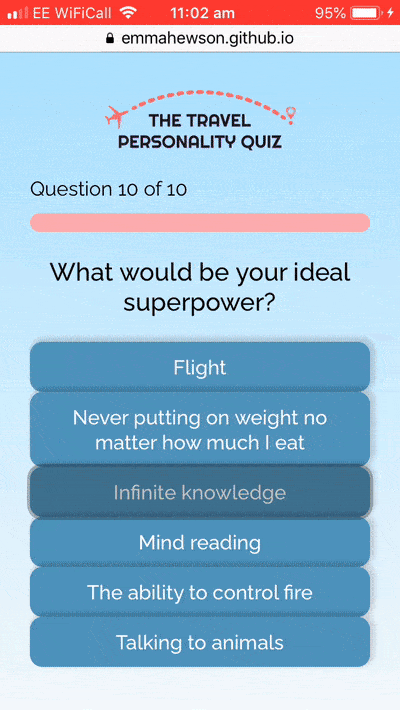 EE WiFiCall 11:02 am 95%
emmahewson.github.io
THE TRAVEL
PERSONALITY QUIZ
Question 10 of 10
What would be your ideal
superpower?
Flight
Never putting on weight no
matter how much I eat
Infinite knowledge
Mind reading
The ability to control fire
Talking to animals